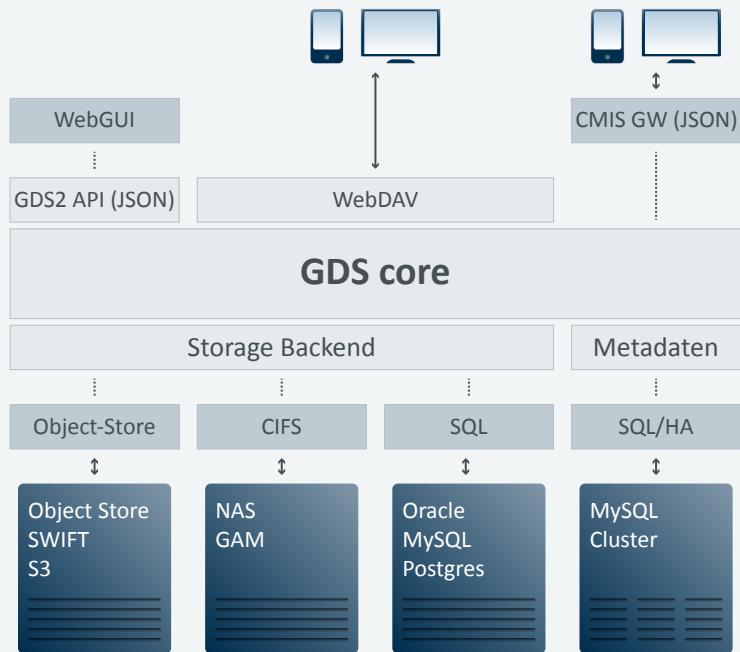 WebGUI
CMIS GW (JSON)
GDS2 API (JSON)
WebDAV
GDS core
Storage Backend
Metadaten
Object-Store
CIFS
SQL
SQL/HA
Object Store
SWIFT
S3
NAS
GAM
Oracle
MySQL
Postgres
MySQL
Cluster